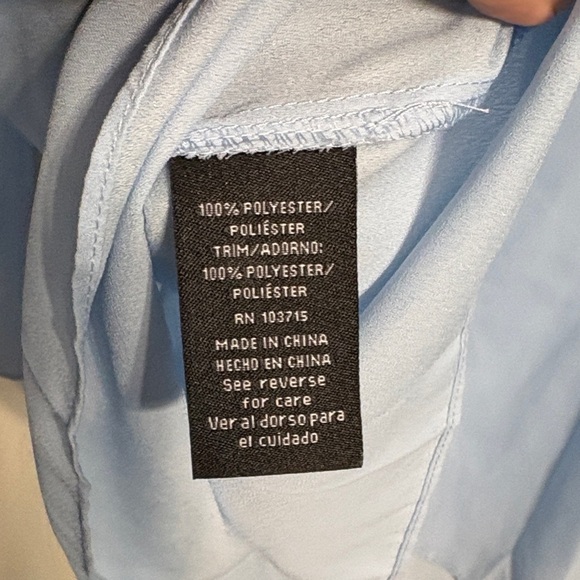 100% POLYESTER/
POLIÉSTER
TRIM/ADORNO:
100% POLYESTER/
POLIÉSTER
RN 103715
MADE IN CHINA
HECHO EN CHINA
See reverse
for care
Ver al dorso para
el cuidado